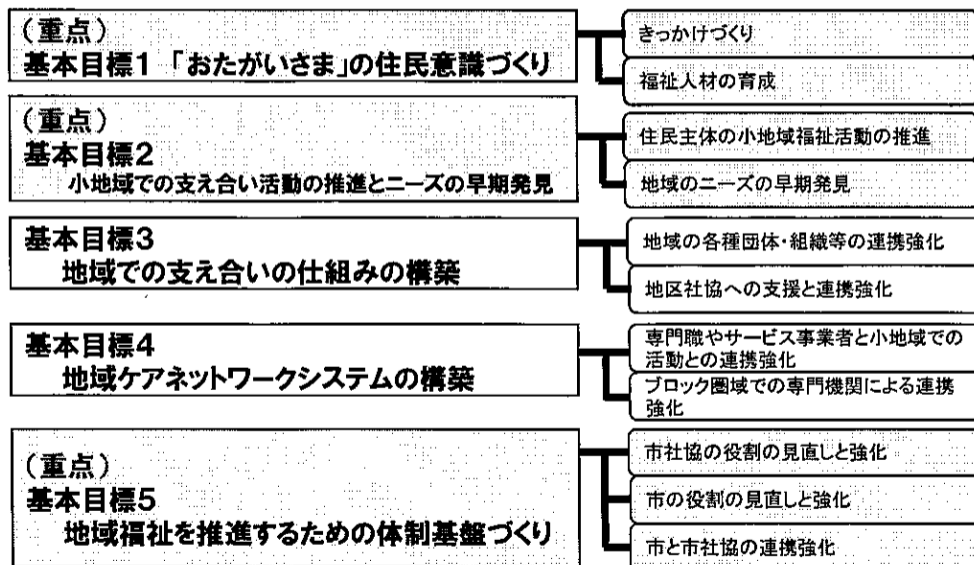 (重点)
基本目標1 「おたがいさま」の住民意識づくり
きっかけづくり
福祉人材の育成
(重点)
基本目標2
小地域での支え合い活動の推進とニーズの早期発見
住民主体の小地域福祉活動の推進
地域のニーズの早期発見
基本目標3
地域での支え合いの仕組みの構築
地域の各種団体・組織等の連携強化
地区社協への支援と連携強化
基本目標4
地域ケアネットワークシステムの構築
専門職やサービス事業者と小地域での
活動との連携強化
ブロック圏域での専門機関による連携
強化
(重点)
基本目標5
地域福祉を推進するための体制基盤づくり
市社協の役割の見直しと強化
市の役割の見直しと強化
市と市社協の連携強化